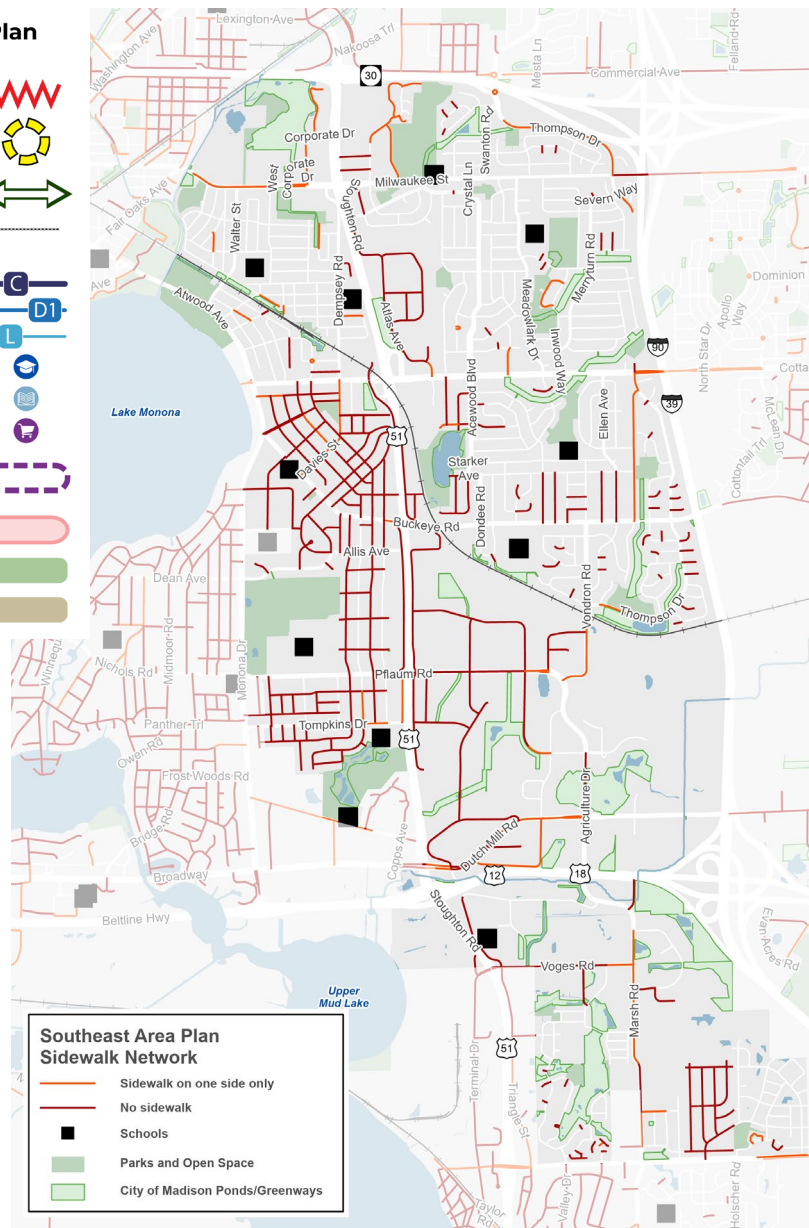 Plan
C
D1
L
Lexington Ave
Nakoosa Trl
Washington Ave
Mesta Ln
Felland Rd
Commercial Ave
30
Corporate Dr
Swanton Rd
Thompson Dr
West Corporate Dr
Milwaukee St
Crystal Ln
Severn Way
Fair Oaks Ave
Walter St
Stoughton Rd
Merryturn Rd
Ave
Dempsey Rd
Dominion
Atwood Ave
Atlas Ave
Meadowlark Dr
Apollo Way
North Star Dr
Inwood Way
90
Cotta
Lake Monona
Acewood Blvd
Ellen Ave
39
McLean Dr
51
Davies St
Starker Ave
Cottontail Trl
Buckeye Rd
Dondee Rd
Allis Ave
Dean Ave
Vondron Rd
Thompson Dr
Winnequ
Midmoor Rd
Nichols Rd
Monona Dr
Pflaum Rd
Panther Trl
Tompkins Dr
51
Owen Rd
Frost Woods Rd
Agriculture Dr
Bridge Rd
Copps Ave
Dutch Mill Rd
Broadway
12
18
Beltline Hwy
Stoughton Rd
Evan Acres Rd
Voges Rd
Upper
Mud Lake
Marsh Rd
51
Terminal Dr
Triangle St
Southeast Area Plan
Sidewalk Network
Sidewalk on one side only
No sidewalk
Schools
Parks and Open Space
City of Madison Ponds/Greenways
Taylor Rd
Valley Dr
Holscher Rd